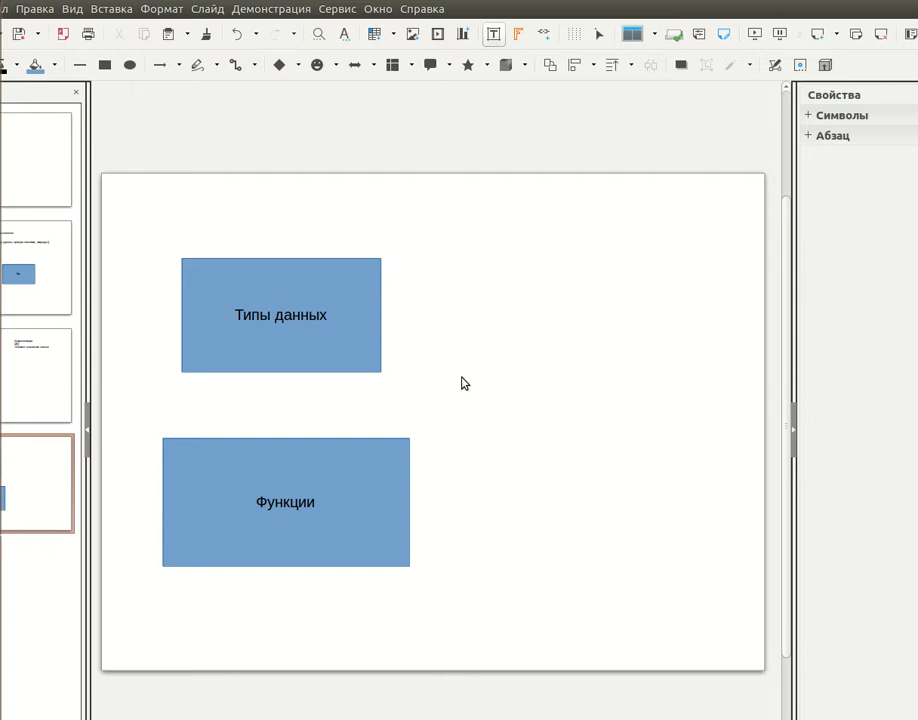 л Правка Вид Вставка Формат Слайд Демонстрация Сервис Окно Справка
Свойства
+ Символы
+ Абзац
Типы данных
Функции